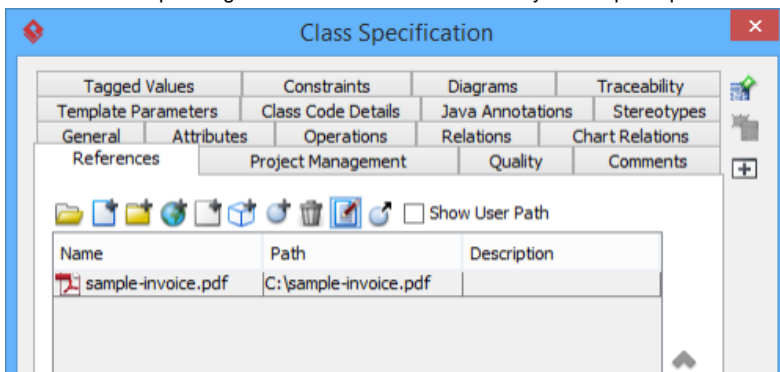 Class Specification
Tagged Values Constraints Diagrams Traceability
Template Parameters Class Code Details Java Annotations Stereotypes
General Attributes Operations Relations Chart Relations
References Project Management Quality Comments
Show User Path
Name Path Description
sample-invoice.pdf C:\sample-invoice.pdf